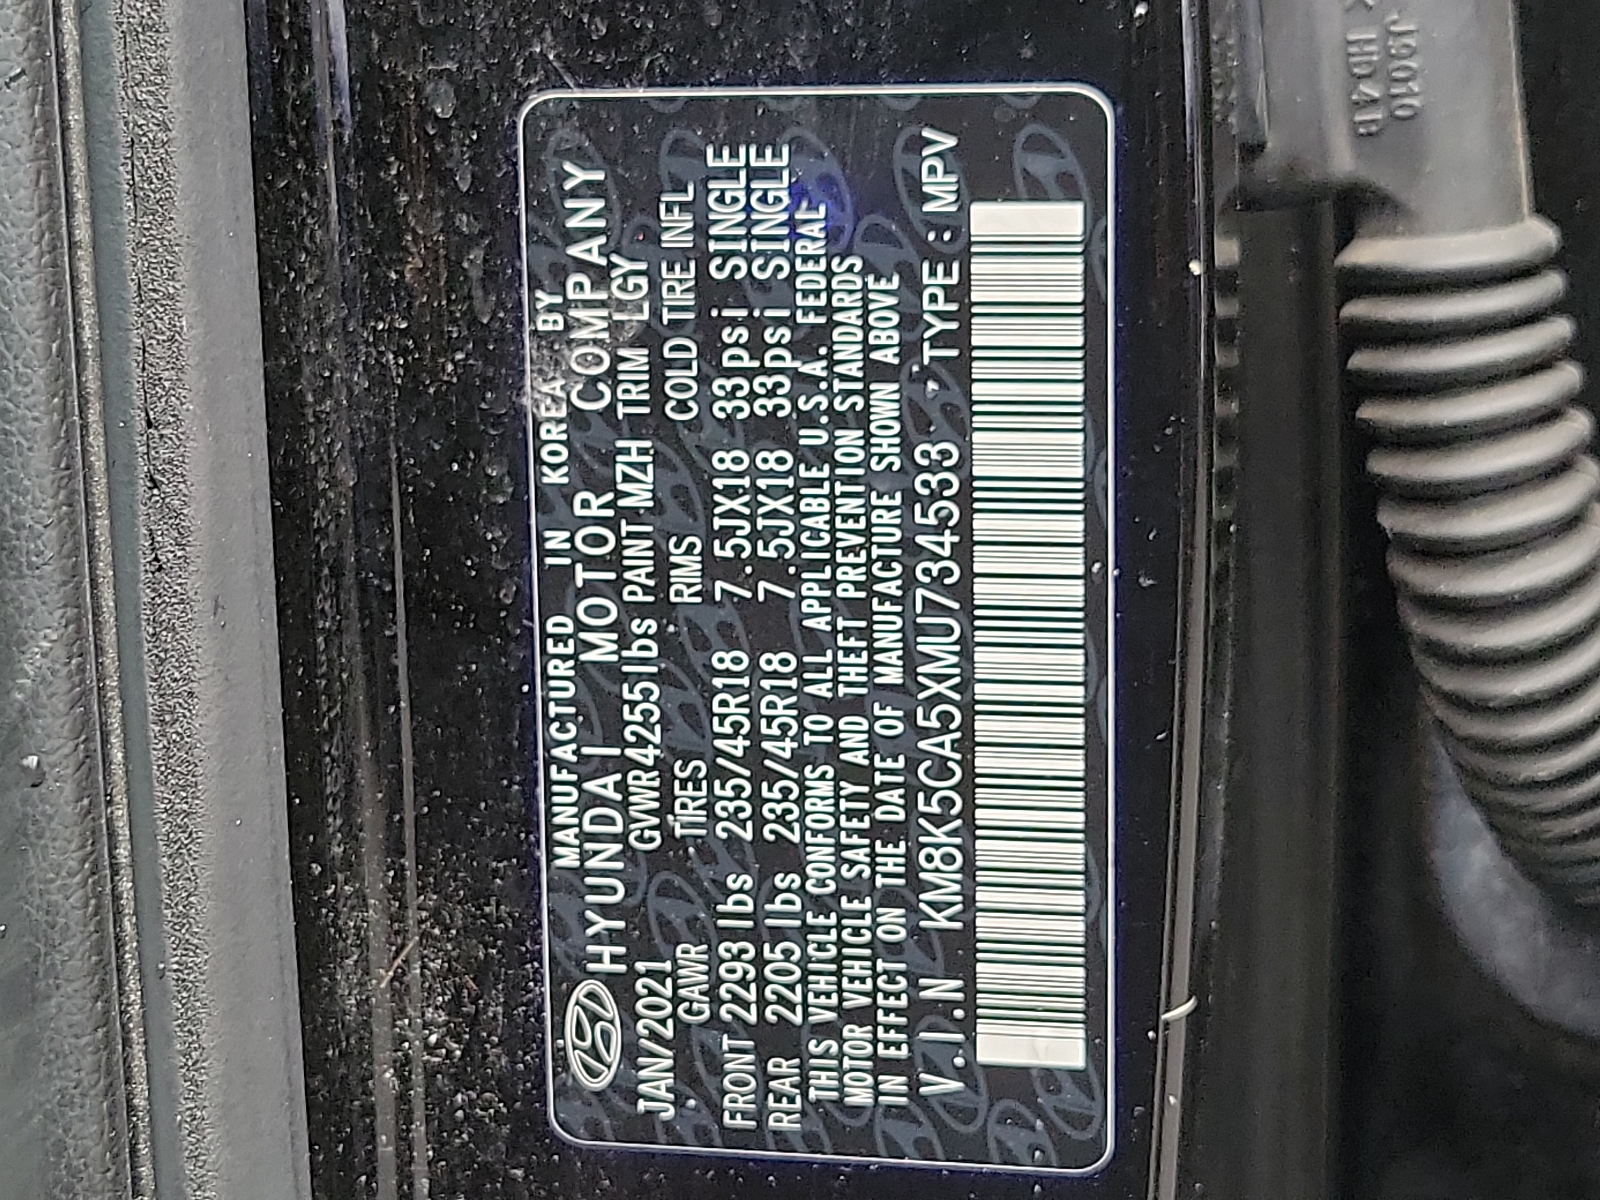 MANUFACTURED IN KOREA BY
HYUNDAI MOTOR COMPANY
JAN/2021 GVWR4255lbs PAINT MZH TRIM LGY
GAWR TIRES RIMS COLD TIRE INFL
FRONT 2293 lbs 235/45R18 7.5JX18 33psi SINGLE
REAR 2205 lbs 235/45R18 7.5JX18 33psi SINGLE
THIS VEHICLE CONFORMS TO ALL APPLICABLE U.S.A. FEDERAL
MOTOR VEHICLE SAFETY AND THEFT PREVENTION STANDARDS
IN EFFECT ON THE DATE OF MANUFACTURE SHOWN ABOVE
V.I.N KM8K5CA5XMU734533 TYPE : MPV
J9010
HD4AB